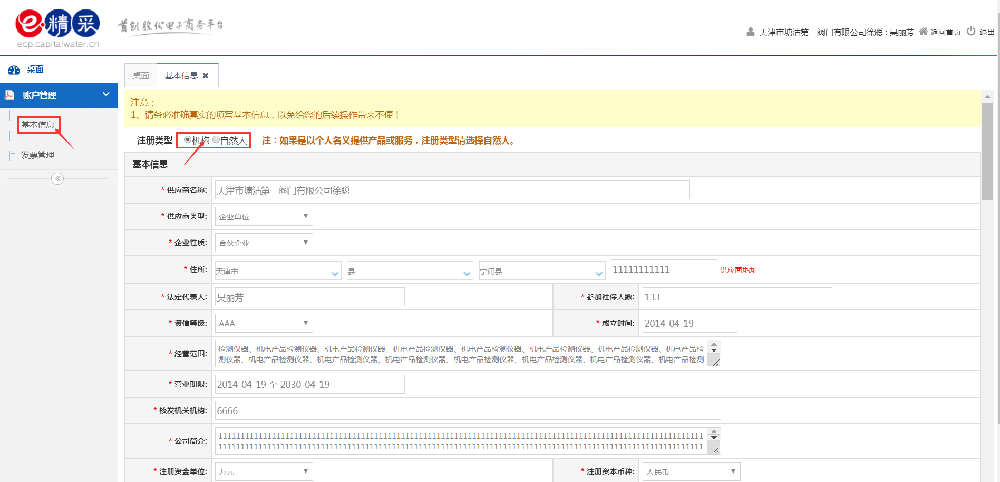 e·精采
ecp.capitalwater.cn
首创股份电子商务平台
天津市塘沽第一阀门有限公司徐聪 : 吴丽芳 返回首页 退出
桌面
账户管理
基本信息
发票管理
桌面 基本信息
注意：
1、请务必准确真实的填写基本信息，以免给您的后续操作带来不便！
注册类型 机构 自然人 注：如果是以个人名义提供产品或服务，注册类型请选择自然人。
基本信息
* 供应商名称: 天津市塘沽第一阀门有限公司徐聪
* 供应商类型: 企业单位
* 企业性质: 合伙企业
* 住所: 天津市 县 宁河县 11111111111 供应商地址
* 法定代表人: 吴丽芳 * 参加社保人数: 133
* 资信等级: AAA * 成立时间: 2014-04-19
* 经营范围: 检测仪器、机电产品检测仪器、机电产品检测仪器、机电产品检测仪器、机电产品检测仪器、机电产品检测仪器、机电产品检测仪器、机电产品检
测仪器、机电产品检测仪器、机电产品检测仪器、机电产品检测仪器、机电产品检测仪器、机电产品检测仪器、机电产品检测仪器、机电产品检测
* 营业期限: 2014-04-19 至 2030-04-19
* 核发机关机构: 6666
* 公司简介:
* 注册资金单位: 万元 * 注册资本币种: 人民币